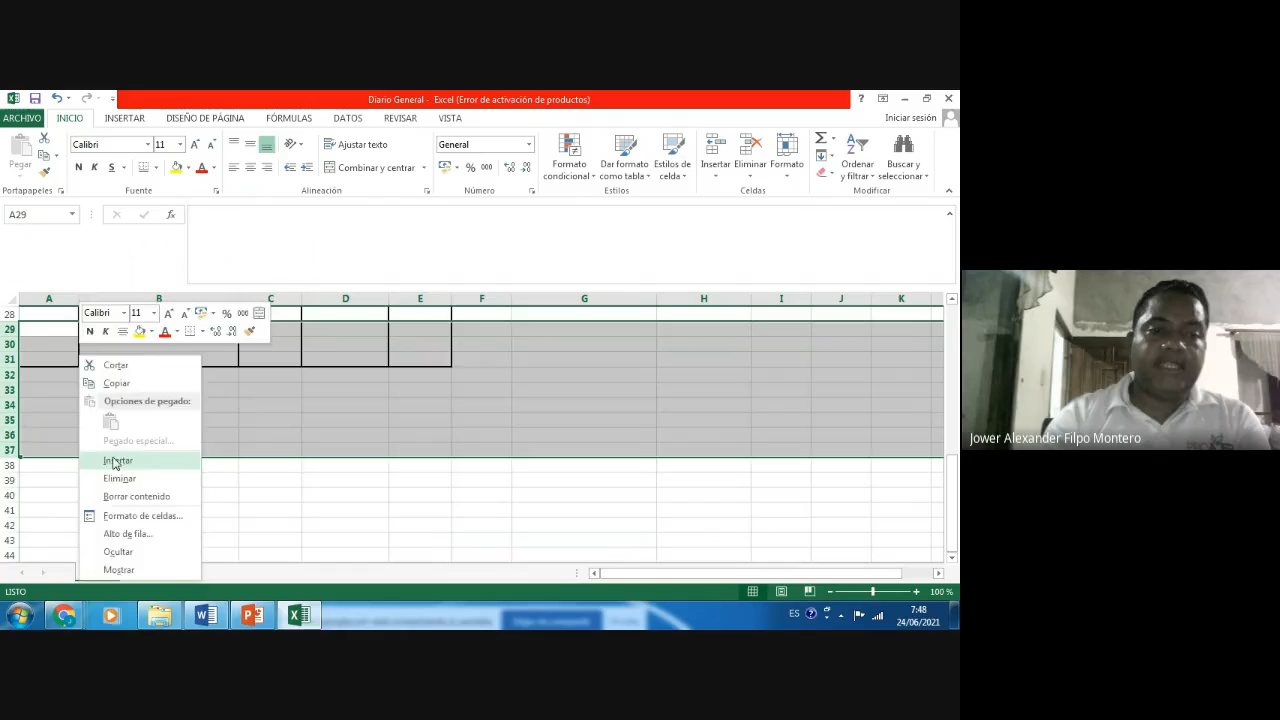 Diario General - Excel (Error de activación de productos)
ARCHIVO INICIO INSERTAR DISEÑO DE PÁGINA FÓRMULAS DATOS REVISAR VISTA Iniciar sesión
Calibri 11 Ajustar texto General
Pegar N K S Combinar y centrar % 000
Formato condicional
Dar formato como tabla
Estilos de celda
Insertar Eliminar Formato
Ordenar y filtrar
Buscar y seleccionar
Portapapeles Fuente Alineación Número Estilos Celdas Modificar
A29 fx
A B C D E F G H I J K
28
29
30
31
32
33
34
35
36
37
38
39
40
41
42
43
44
Calibri 11 % 000
N K
Cortar
Copiar
Opciones de pegado:
Pegado especial...
Insertar
Eliminar
Borrar contenido
Formato de celdas...
Alto de fila...
Ocultar
Mostrar
LISTO 100 %
ES 7:48
24/06/2021
Jower Alexander Filpo Montero